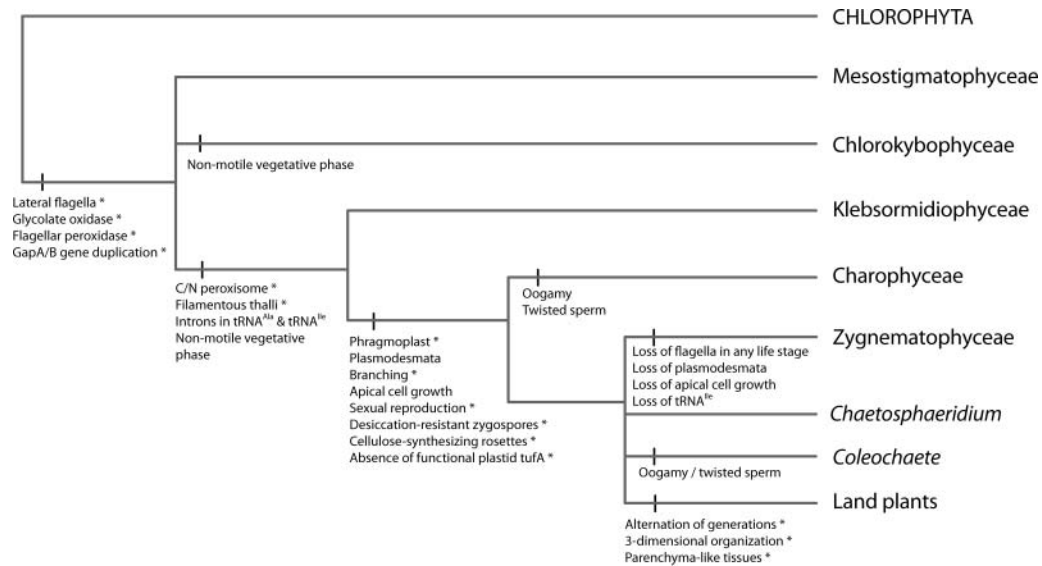 CHLOROPHYTA
Mesostigmatophyceae
Non-motile vegetative phase
Chlorokybophyceae
Lateral flagella *
Glycolate oxidase *
Flagellar peroxidase *
GapA/B gene duplication *
Klebsormidiophyceae
C/N peroxisome *
Filamentous thalli *
Introns in tRNAAla & tRNAIle
Non-motile vegetative
phase
Charophyceae
Oogamy
Twisted sperm
Phragmoplast *
Plasmodesmata
Branching *
Apical cell growth
Sexual reproduction *
Desiccation-resistant zygospores *
Cellulose-synthesizing rosettes *
Absence of functional plastid tufA *
Zygnematophyceae
Loss of flagella in any life stage
Loss of plasmodesmata
Loss of apical cell growth
Loss of tRNAIle
Chaetosphaeridium
Coleochaete
Oogamy / twisted sperm
Land plants
Alternation of generations *
3-dimensional organization *
Parenchyma-like tissues *